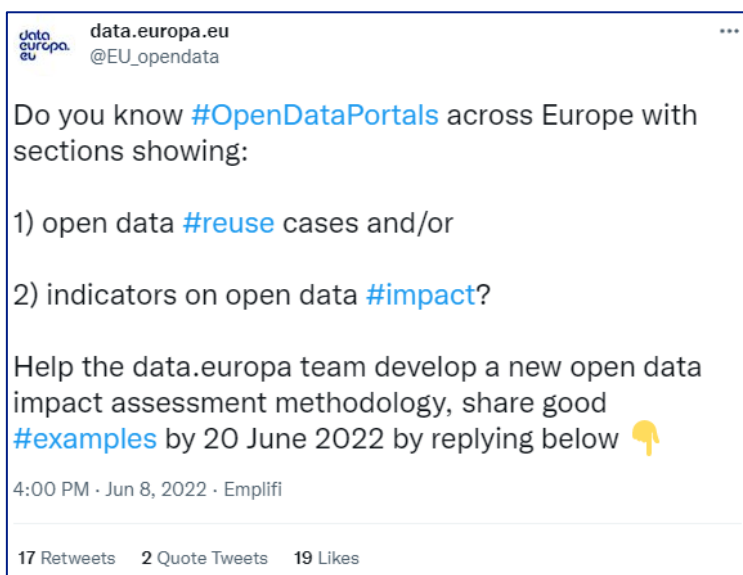 data
europa.
eu
data.europa.eu
@EU_opendata
Do you know #OpenDataPortals across Europe with
sections showing:
1) open data #reuse cases and/or
2) indicators on open data #impact?
Help the data.europa team develop a new open data
impact assessment methodology, share good
#examples by 20 June 2022 by replying below 👇
4:00 PM · Jun 8, 2022 · Emplifi
17 Retweets 2 Quote Tweets 19 Likes